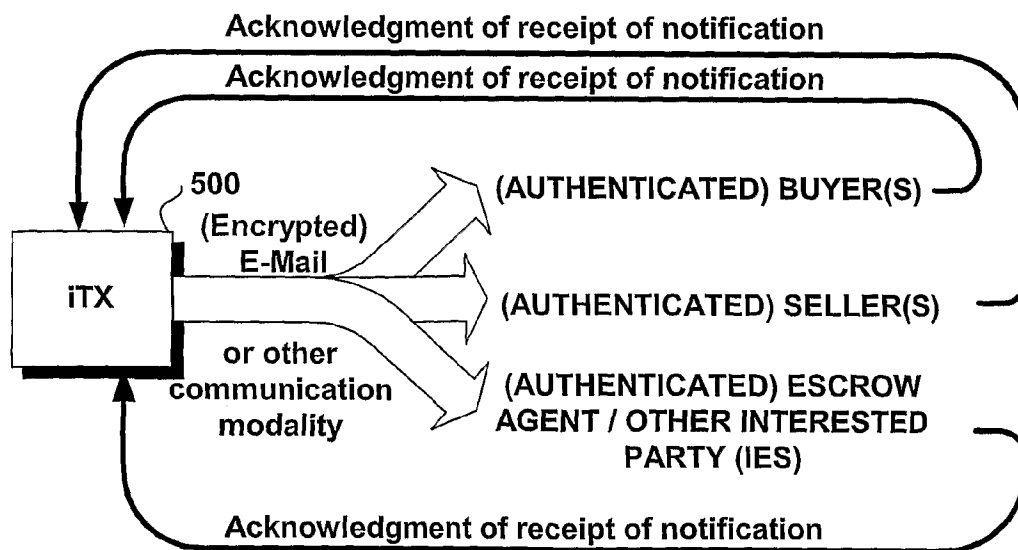 Acknowledgment of receipt of notification
Acknowledgment of receipt of notification
500
(Encrypted)
E-Mail
iTX
or other
communication
modality
(AUTHENTICATED) BUYER(S)
(AUTHENTICATED) SELLER(S)
(AUTHENTICATED) ESCROW
AGENT / OTHER INTERESTED
PARTY (IES)
Acknowledgment of receipt of notification